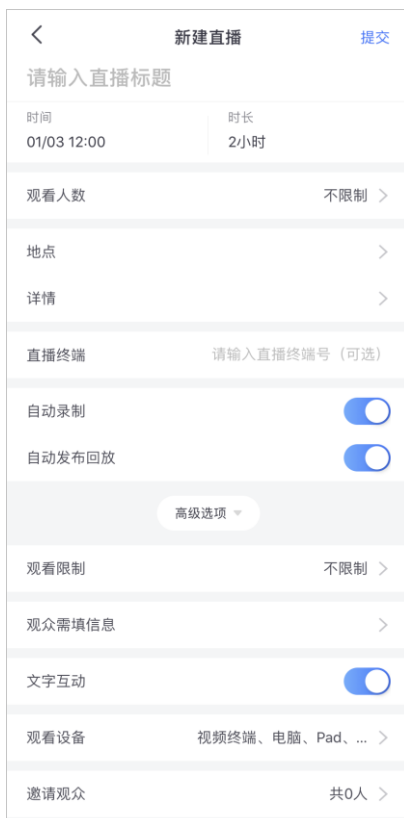 新建直播 提交
请输入直播标题
时间 时长
01/03 12:00 2小时
观看人数 不限制
地点
详情
直播终端 请输入直播终端号（可选）
自动录制
自动发布回放
高级选项
观看限制 不限制
观众需填信息
文字互动
观看设备 视频终端、电脑、Pad、...
邀请观众 共0人